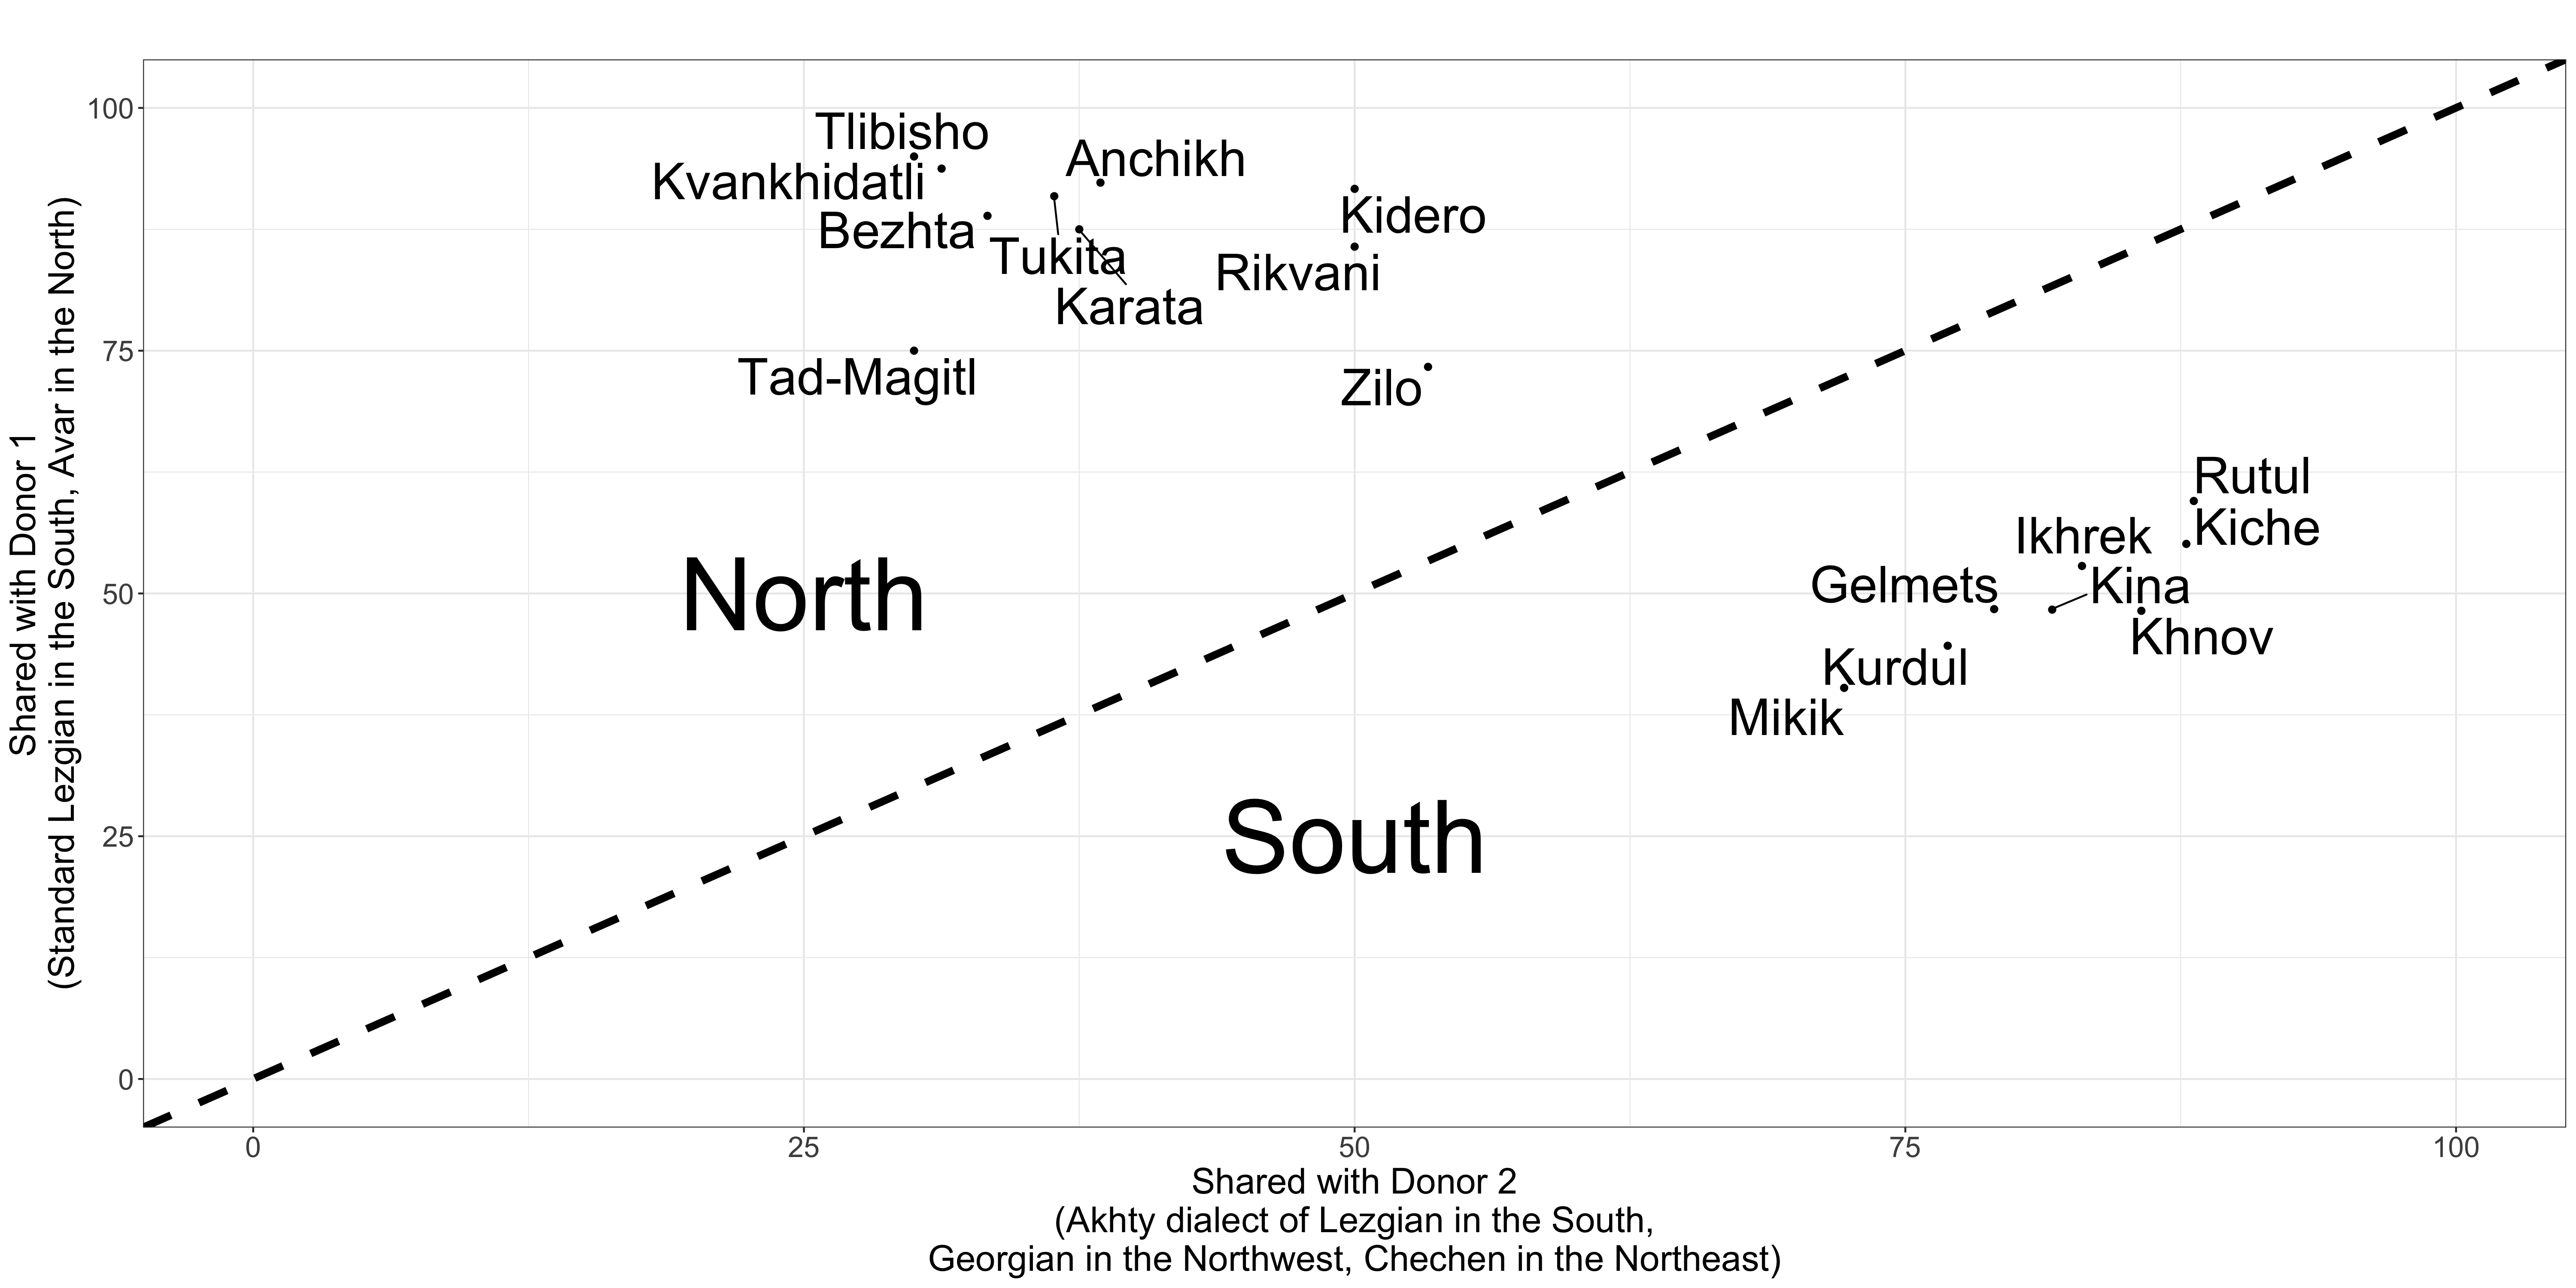 Shared with Donor 1
(Standard Lezgian in the South, Avar in the North)
100
75
50
25
0
Tlibisho
Anchikh
Kvankhidatli
Kidero
Bezhta
Tukita
Rikvani
Karata
Tad-Magitl
Zilo
Rutul
Kiche
Ikhrek
Gelmets
Kina
Khnov
Kurdul
Mikik
North
South
0
25
50
75
100
Shared with Donor 2
(Akhty dialect of Lezgian in the South,
Georgian in the Northwest, Chechen in the Northeast)